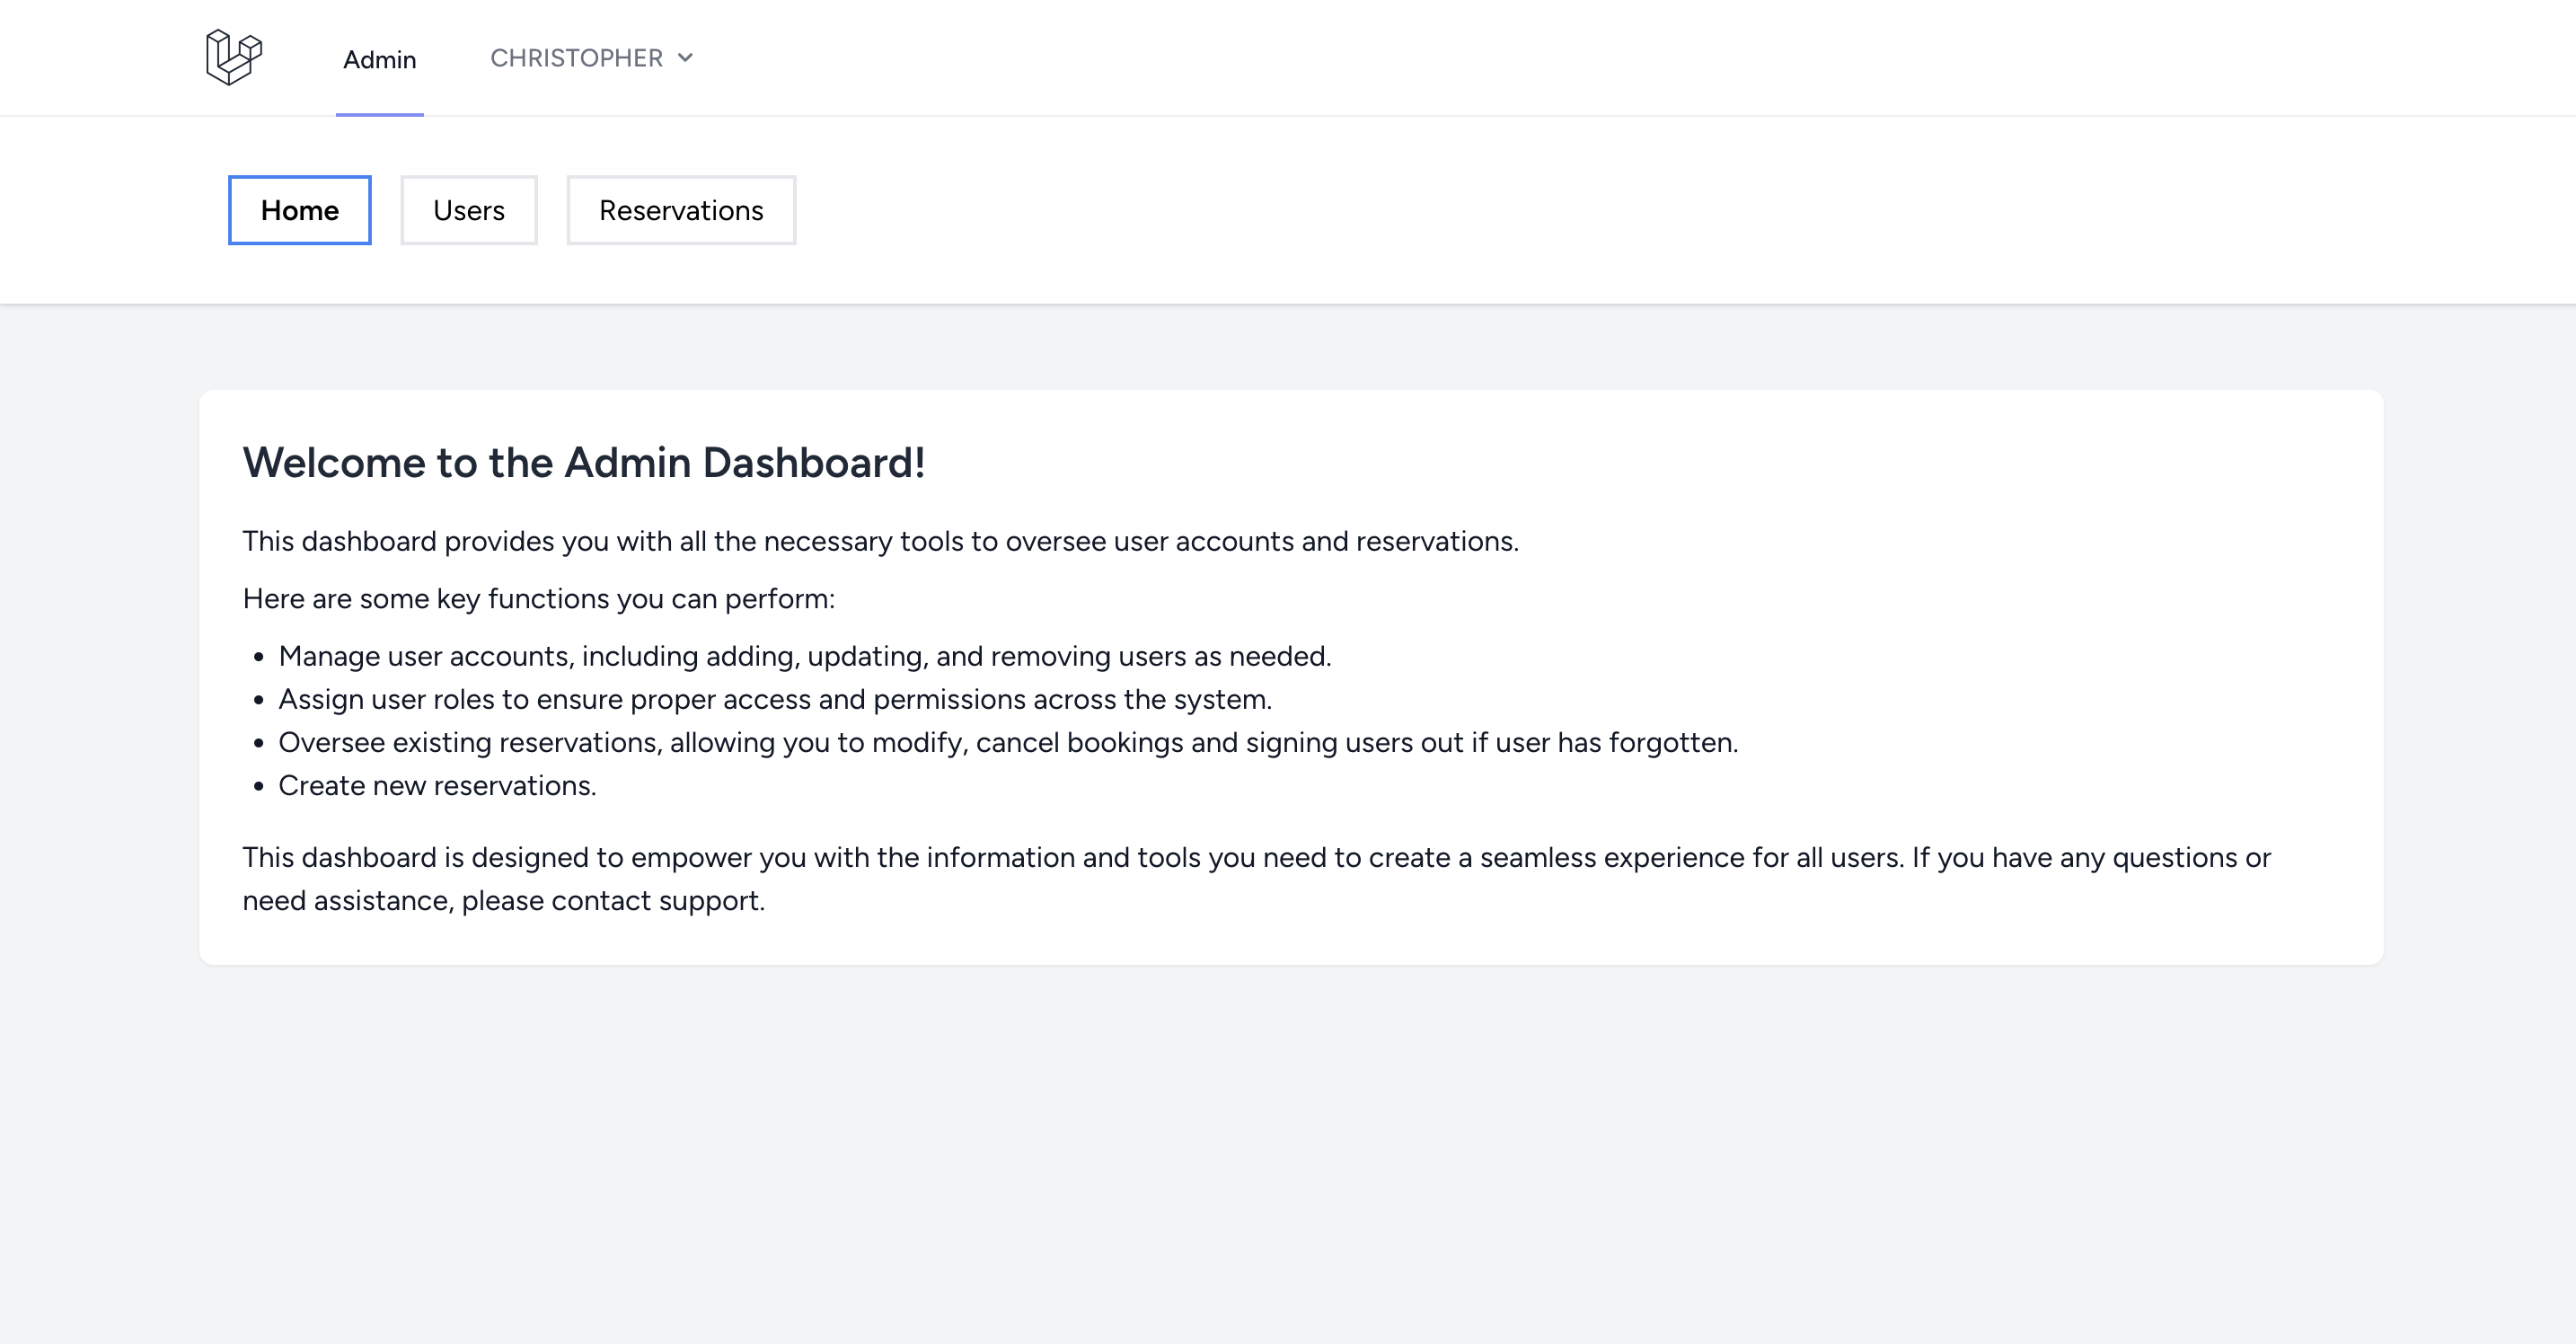 Admin CHRISTOPHER
Home Users Reservations
Welcome to the Admin Dashboard!
This dashboard provides you with all the necessary tools to oversee user accounts and reservations.
Here are some key functions you can perform:
• Manage user accounts, including adding, updating, and removing users as needed.
• Assign user roles to ensure proper access and permissions across the system.
• Oversee existing reservations, allowing you to modify, cancel bookings and signing users out if user has forgotten.
• Create new reservations.
This dashboard is designed to empower you with the information and tools you need to create a seamless experience for all users. If you have any questions or
need assistance, please contact support.